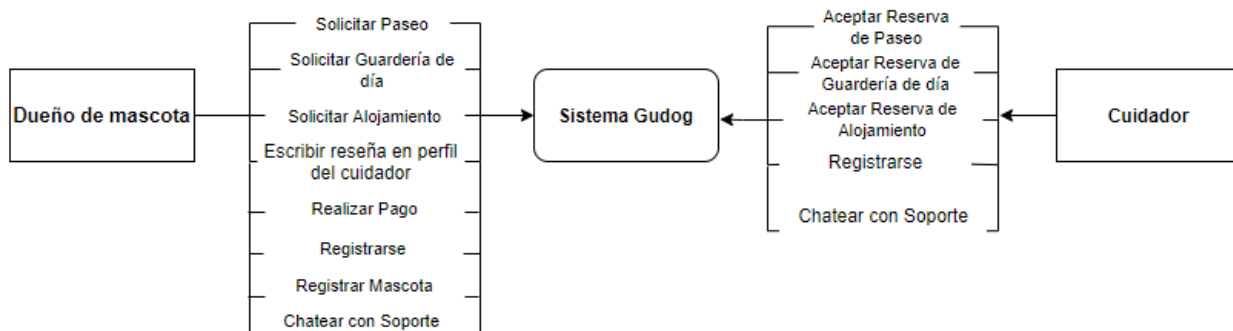 Dueño de mascota
Solicitar Paseo
Solicitar Guardería de
día
Solicitar Alojamiento
Escribir reseña en perfil
del cuidador
Realizar Pago
Registrarse
Registrar Mascota
Chatear con Soporte
Sistema Gudog
Aceptar Reserva
de Paseo
Aceptar Reserva de
Guardería de día
Aceptar Reserva de
Alojamiento
Registrarse
Chatear con Soporte
Cuidador